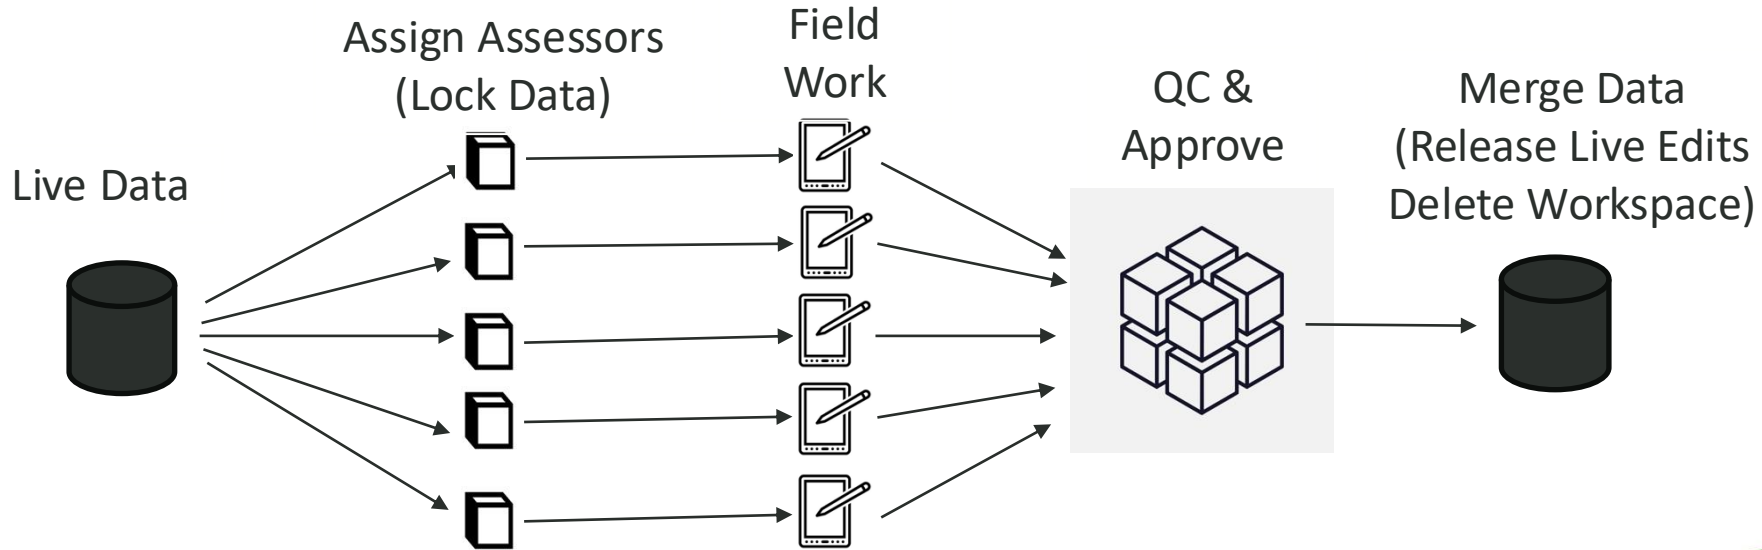 Live Data
Assign Assessors
(Lock Data)
Field
Work
QC &
Approve
Merge Data
(Release Live Edits
Delete Workspace)